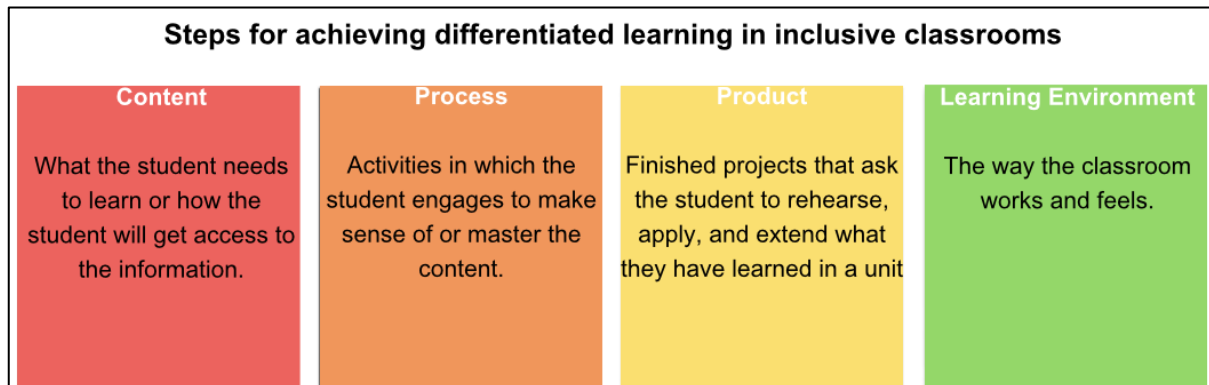 Steps for achieving differentiated learning in inclusive classrooms
Content
What the student needs
to learn or how the
student will get access to
the information.
Process
Activities in which the
student engages to make
sense of or master the
content.
Product
Finished projects that ask
the student to rehearse,
apply, and extend what
they have learned in a unit
Learning Environment
The way the classroom
works and feels.